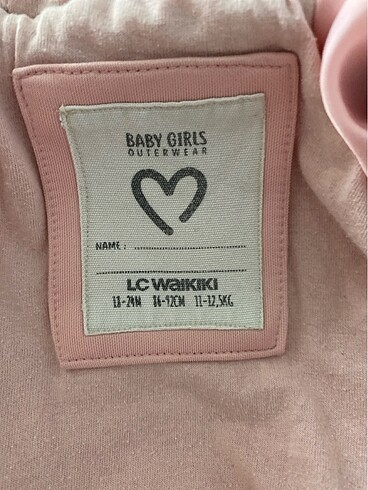 BABY GIRLS
OUTERWEAR
NAME :
LC WAIKIKI
18-24M 86-92CM 11-12,5KG